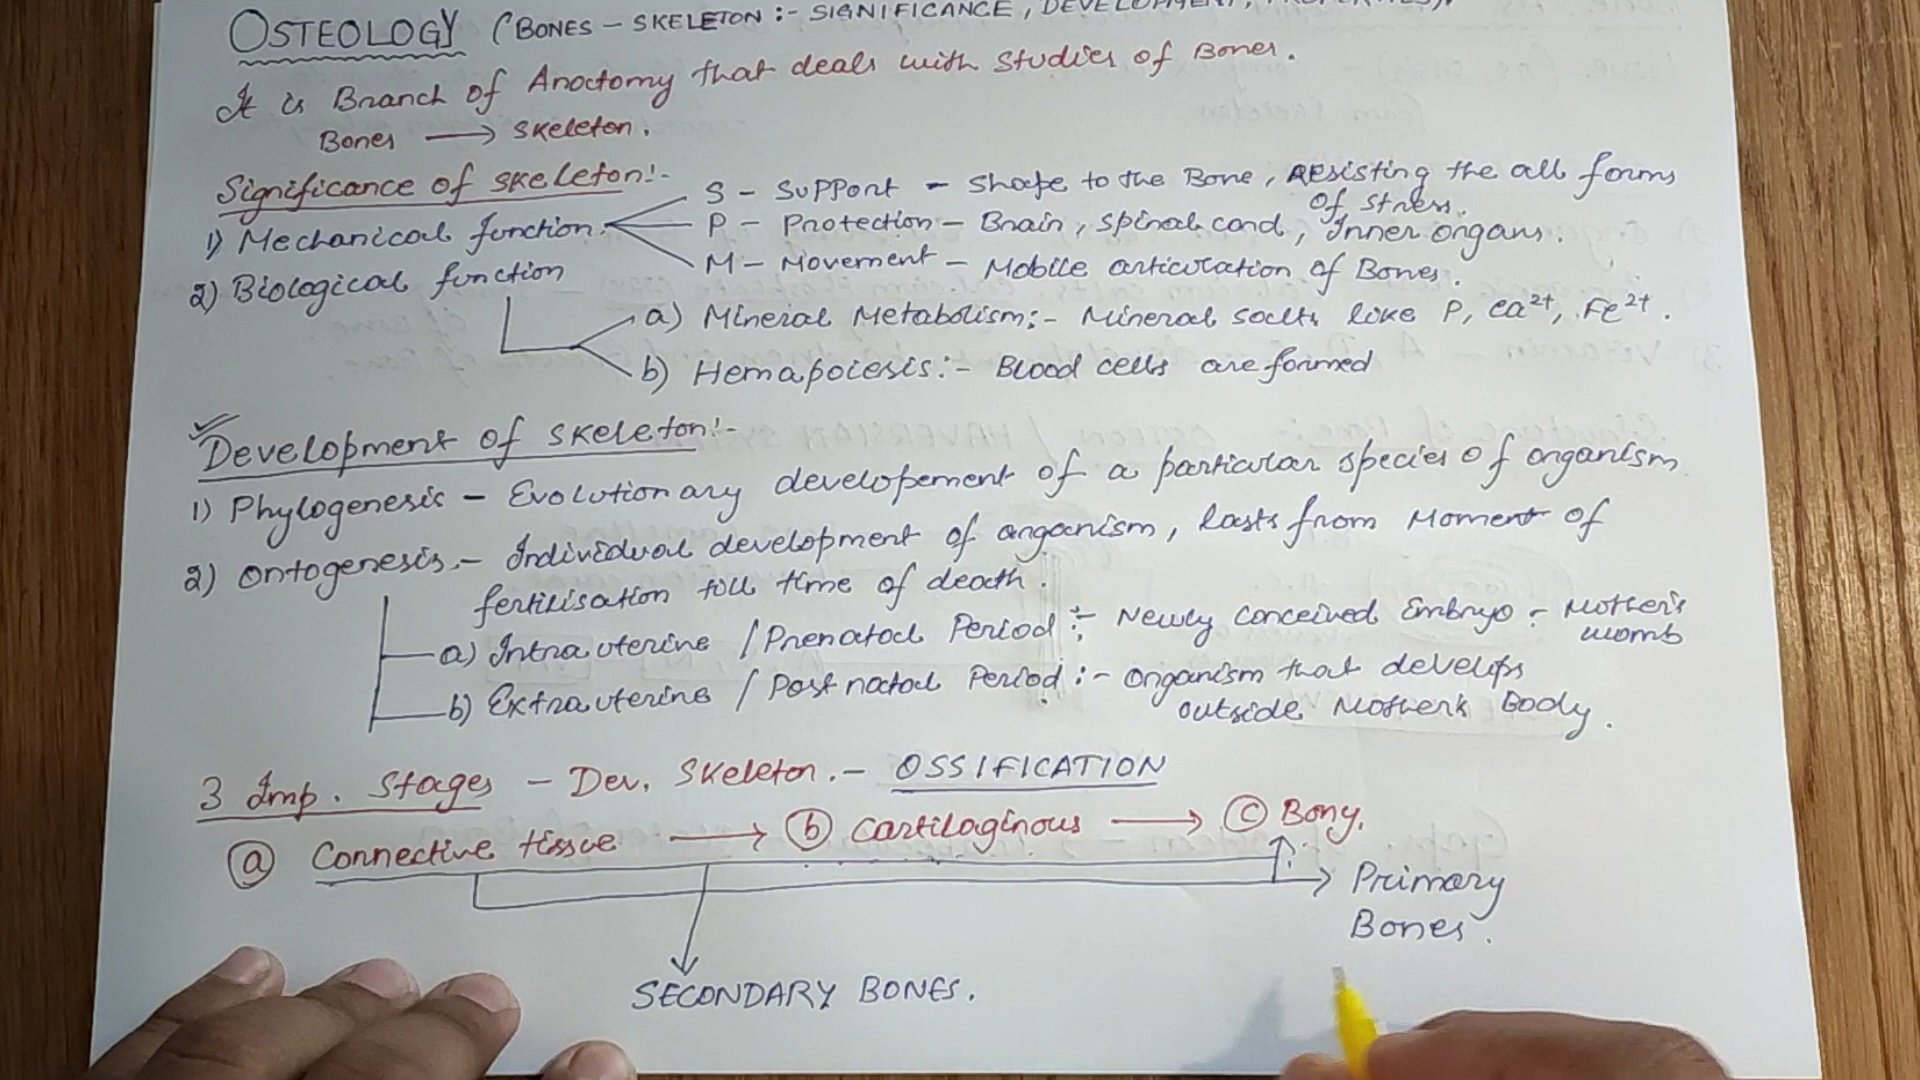 OSTEOLOGY (BONES - SKELETON :- SIGNIFICANCE, DEVELOPMENT, PROPERTIES).
It is Branch of Anatomy that deals with studies of Bones.
Bones → skeleton.
Significance of skeleton:-
1) Mechanical function
S - Support - shape to the Bone, Resisting the all forms of stress.
P - Protection - Brain, spinal cord, Inner organs.
M - Movement - Mobile articulation of Bones.
2) Biological function
a) Mineral Metabolism:- Mineral salts like P, Ca²⁺, Fe²⁺.
b) Hemapoiesis:- Blood cells are formed
Development of skeleton:-
1) Phylogenesis - Evolutionary developement of a particular species of organism
2) Ontogenesis - Individual development of organism, lasts from Moment of
fertilisation till time of death.
a) Intrauterine / Prenatal Period :- Newly conceived Embryo - Mother's
womb
b) Extrauterine / Post natal Period :- organism that develops
outside Mother's Body.
3 Imp. Stages - Dev. Skeleton. - OSSIFICATION
(a) Connective tissue → (b) Cartilaginous → (c) Bony.
Primary
Bones.
SECONDARY BONES.